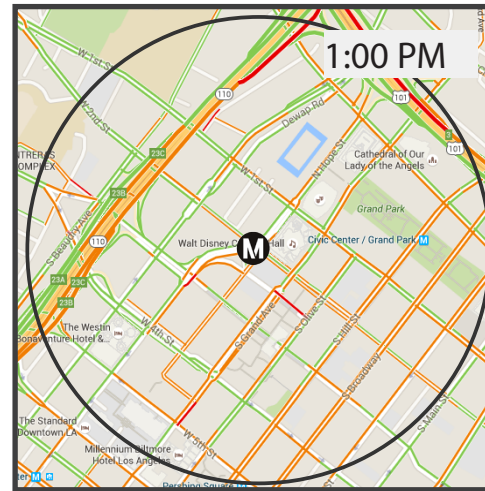 1:00 PM
W 1st St
W 2nd St
110
101
101
Dewap Rd
N Hope St
NTRERAS
OMPLEX
23C
23C
Cathedral of Our
Lady of the Angels
W 1st St
23B
Grand Park
S Beaudry Ave
110
Walt Disney C
Hall
M
Civic Center / Grand Park M
23A
23A
23B
The Westin
Bonaventure Hotel &...
W 4th St
S Grand Ave
S Olive St
S Hill St
S Broadway
S Main St
The Standard
Downtown LA
W 5th St
Millennium Biltmore
Hotel Los Angeles
ter M
Pershing Square